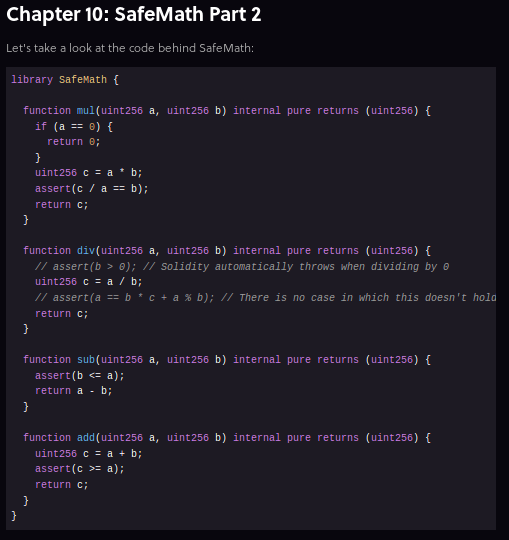 Chapter 10: SafeMath Part 2
Let's take a look at the code behind SafeMath:
library SafeMath {
function mul(uint256 a, uint256 b) internal pure returns (uint256) {
if (a == 0) {
return 0;
}
uint256 c = a * b;
assert(c / a == b);
return c;
}
function div(uint256 a, uint256 b) internal pure returns (uint256) {
// assert(b > 0); // Solidity automatically throws when dividing by 0
uint256 c = a / b;
// assert(a == b * c + a % b); // There is no case in which this doesn't hold
return c;
}
function sub(uint256 a, uint256 b) internal pure returns (uint256) {
assert(b <= a);
return a - b;
}
function add(uint256 a, uint256 b) internal pure returns (uint256) {
uint256 c = a + b;
assert(c >= a);
return c;
}
}